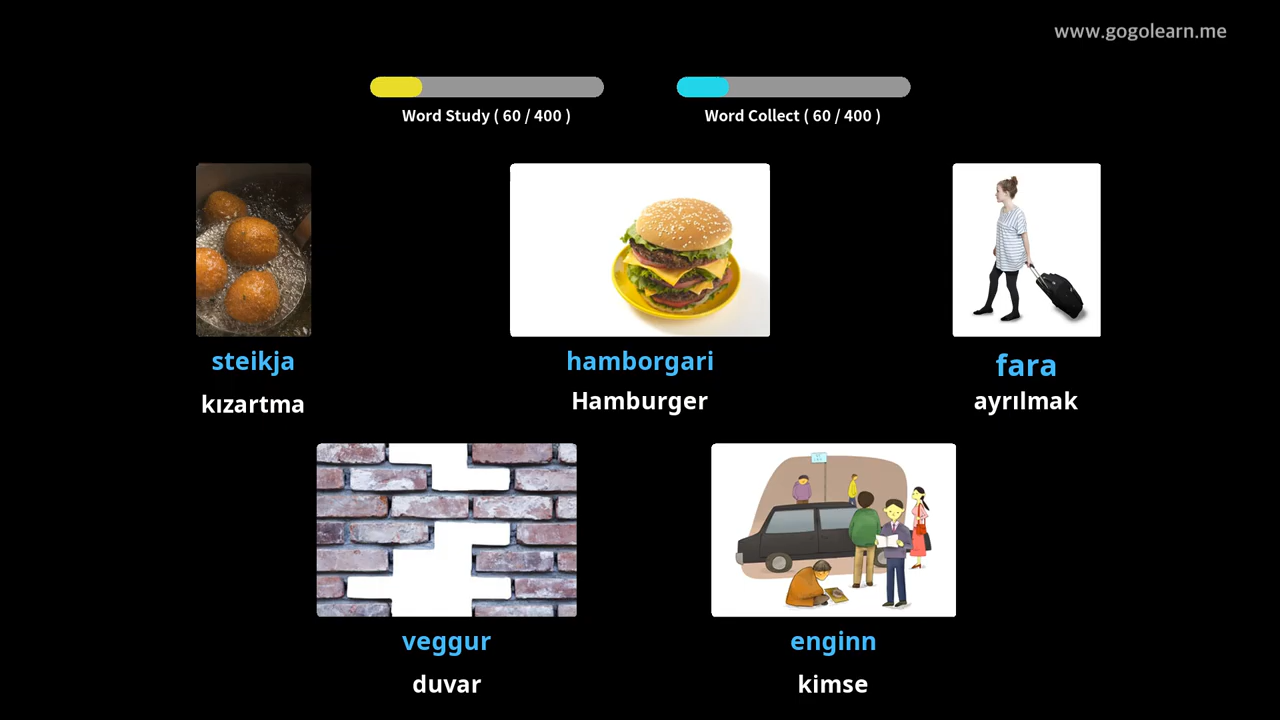 www.gogolearn.me
Word Study ( 60 / 400 )
Word Collect ( 60 / 400 )
steikja
hamborgari
fara
kızartma
Hamburger
ayrılmak
veggur
enginn
duvar
kimse